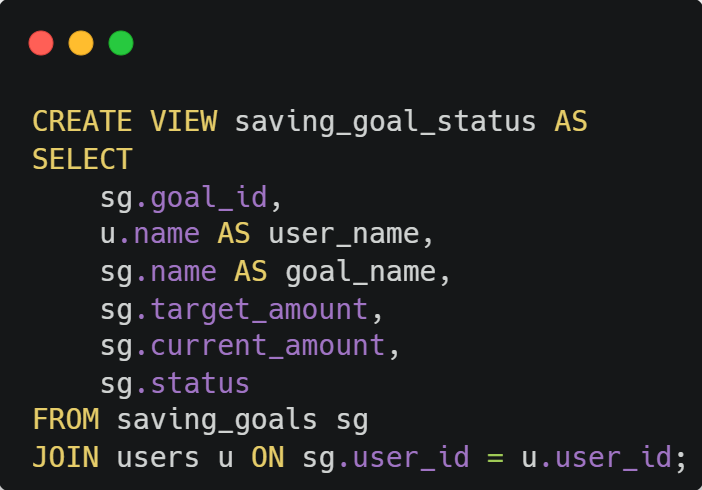 CREATE VIEW saving_goal_status AS
SELECT
    sg.goal_id,
    u.name AS user_name,
    sg.name AS goal_name,
    sg.target_amount,
    sg.current_amount,
    sg.status
FROM saving_goals sg
JOIN users u ON sg.user_id = u.user_id;